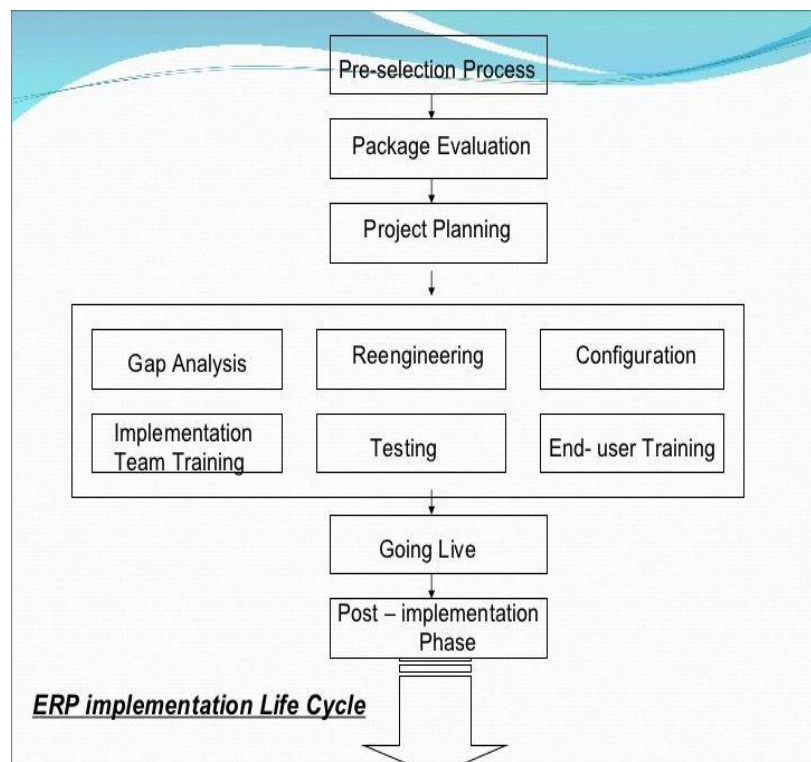 Pre-selection Process
Package Evaluation
Project Planning
Gap Analysis
Reengineering
Configuration
Implementation
Team Training
Testing
End- user Training
Going Live
Post – implementation
Phase
ERP implementation Life Cycle